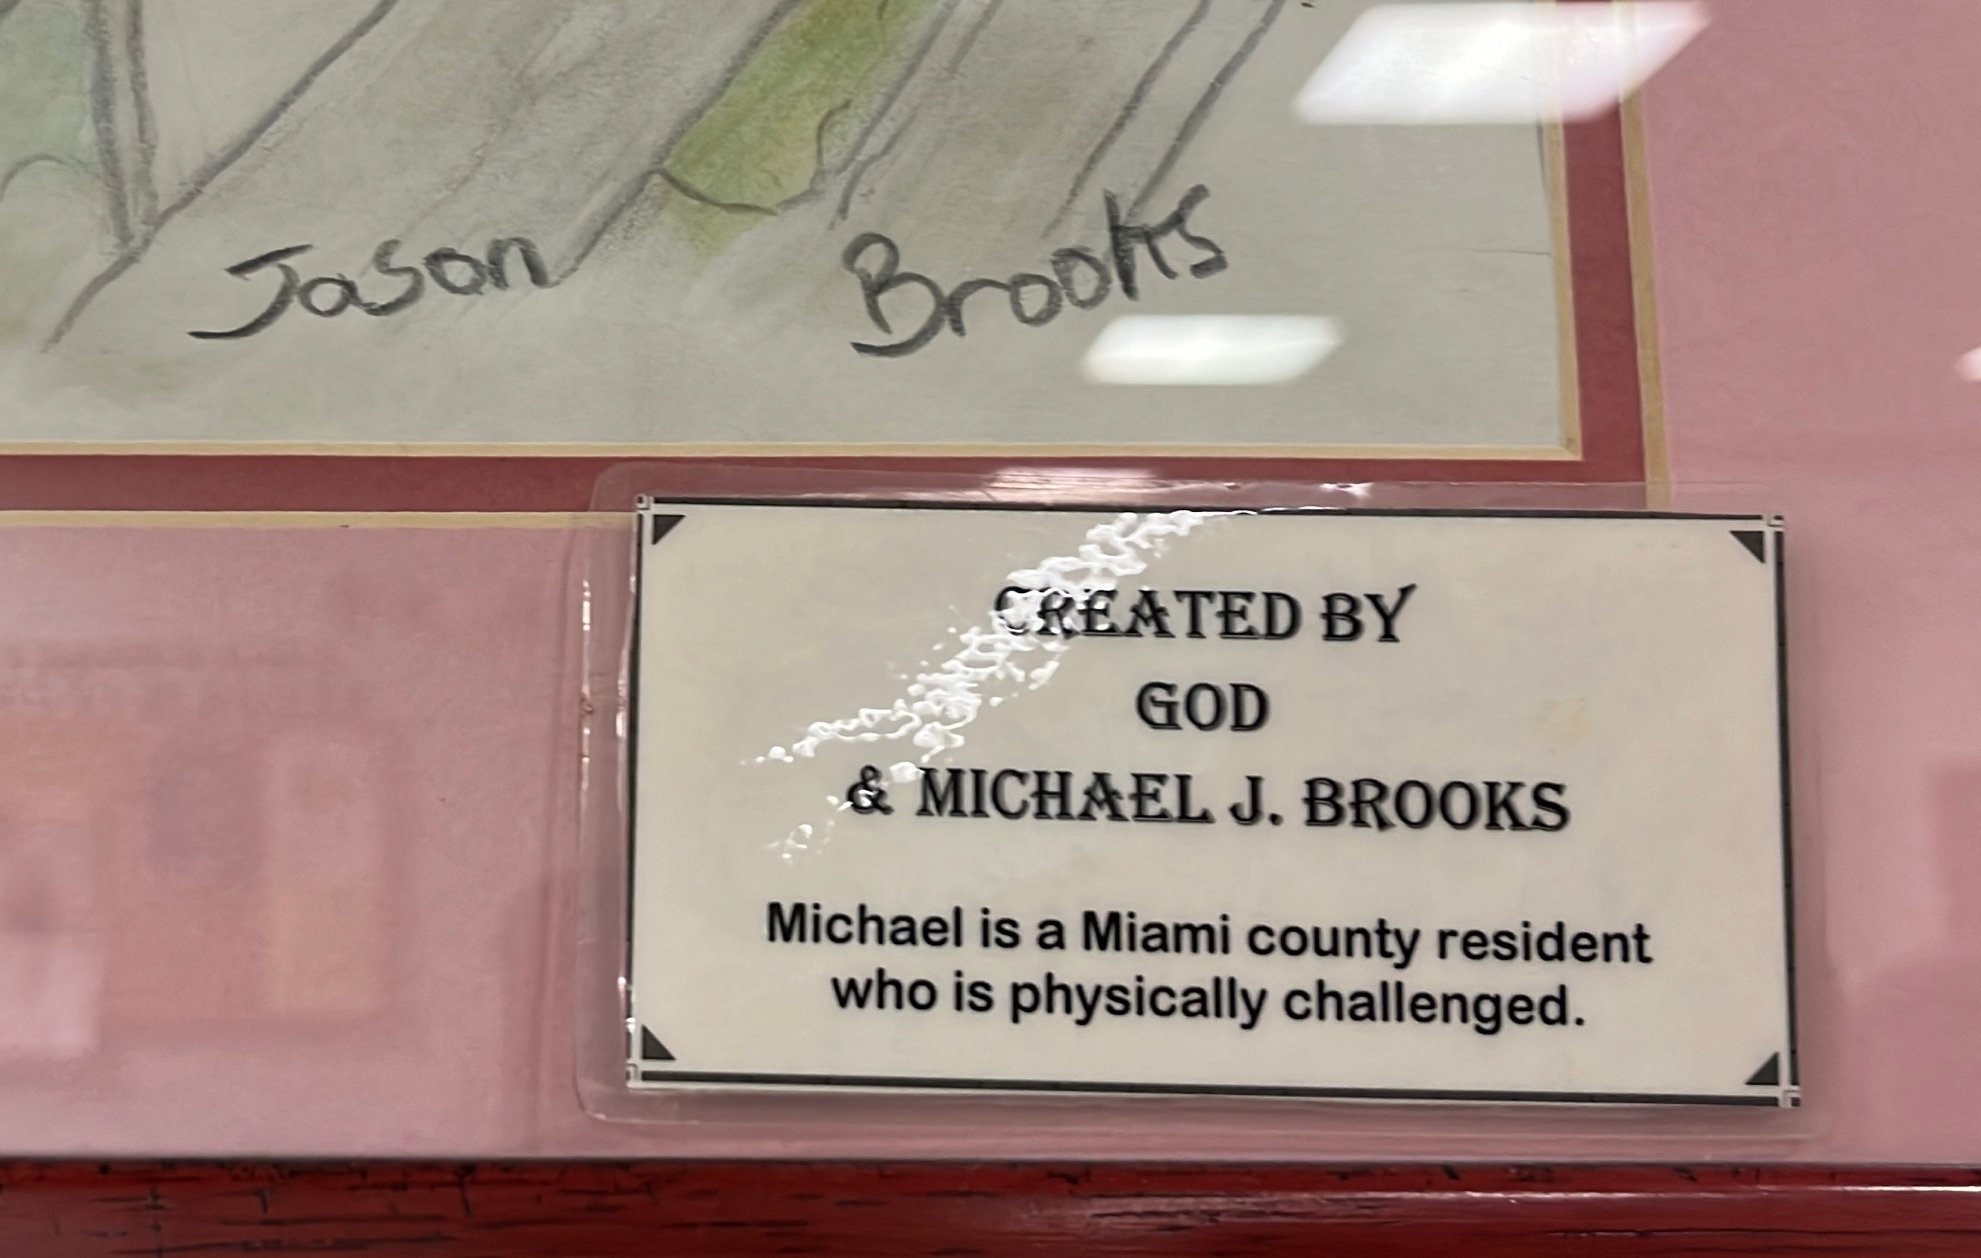 Jason Brooks
CREATED BY
GOD
& MICHAEL J. BROOKS
Michael is a Miami county resident
who is physically challenged.